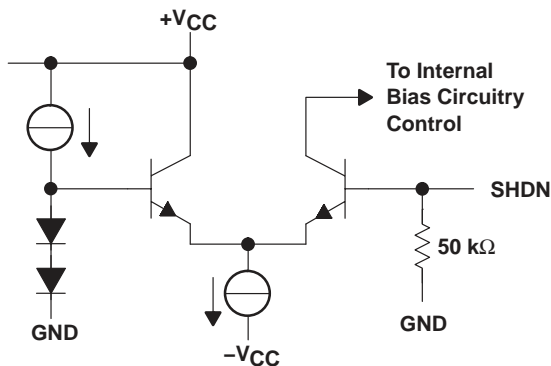 +VCC
To Internal
Bias Circuitry
Control
SHDN
50 kΩ
GND
GND
−VCC